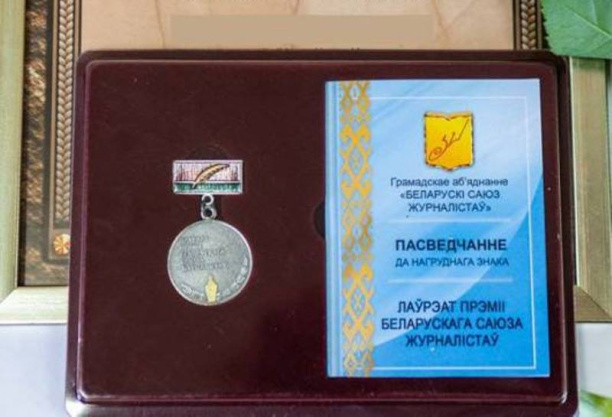 Грамадскае аб'яднанне
«БЕЛАРУСКІ САЮЗ
ЖУРНАЛІСТАЎ»
ПАСВЕДЧАННЕ
ДА НАГРУДНАГА ЗНАКА
ЛАЎРЭАТ ПРЭМІІ
БЕЛАРУСКАГА САЮЗА
ЖУРНАЛІСТАЎ